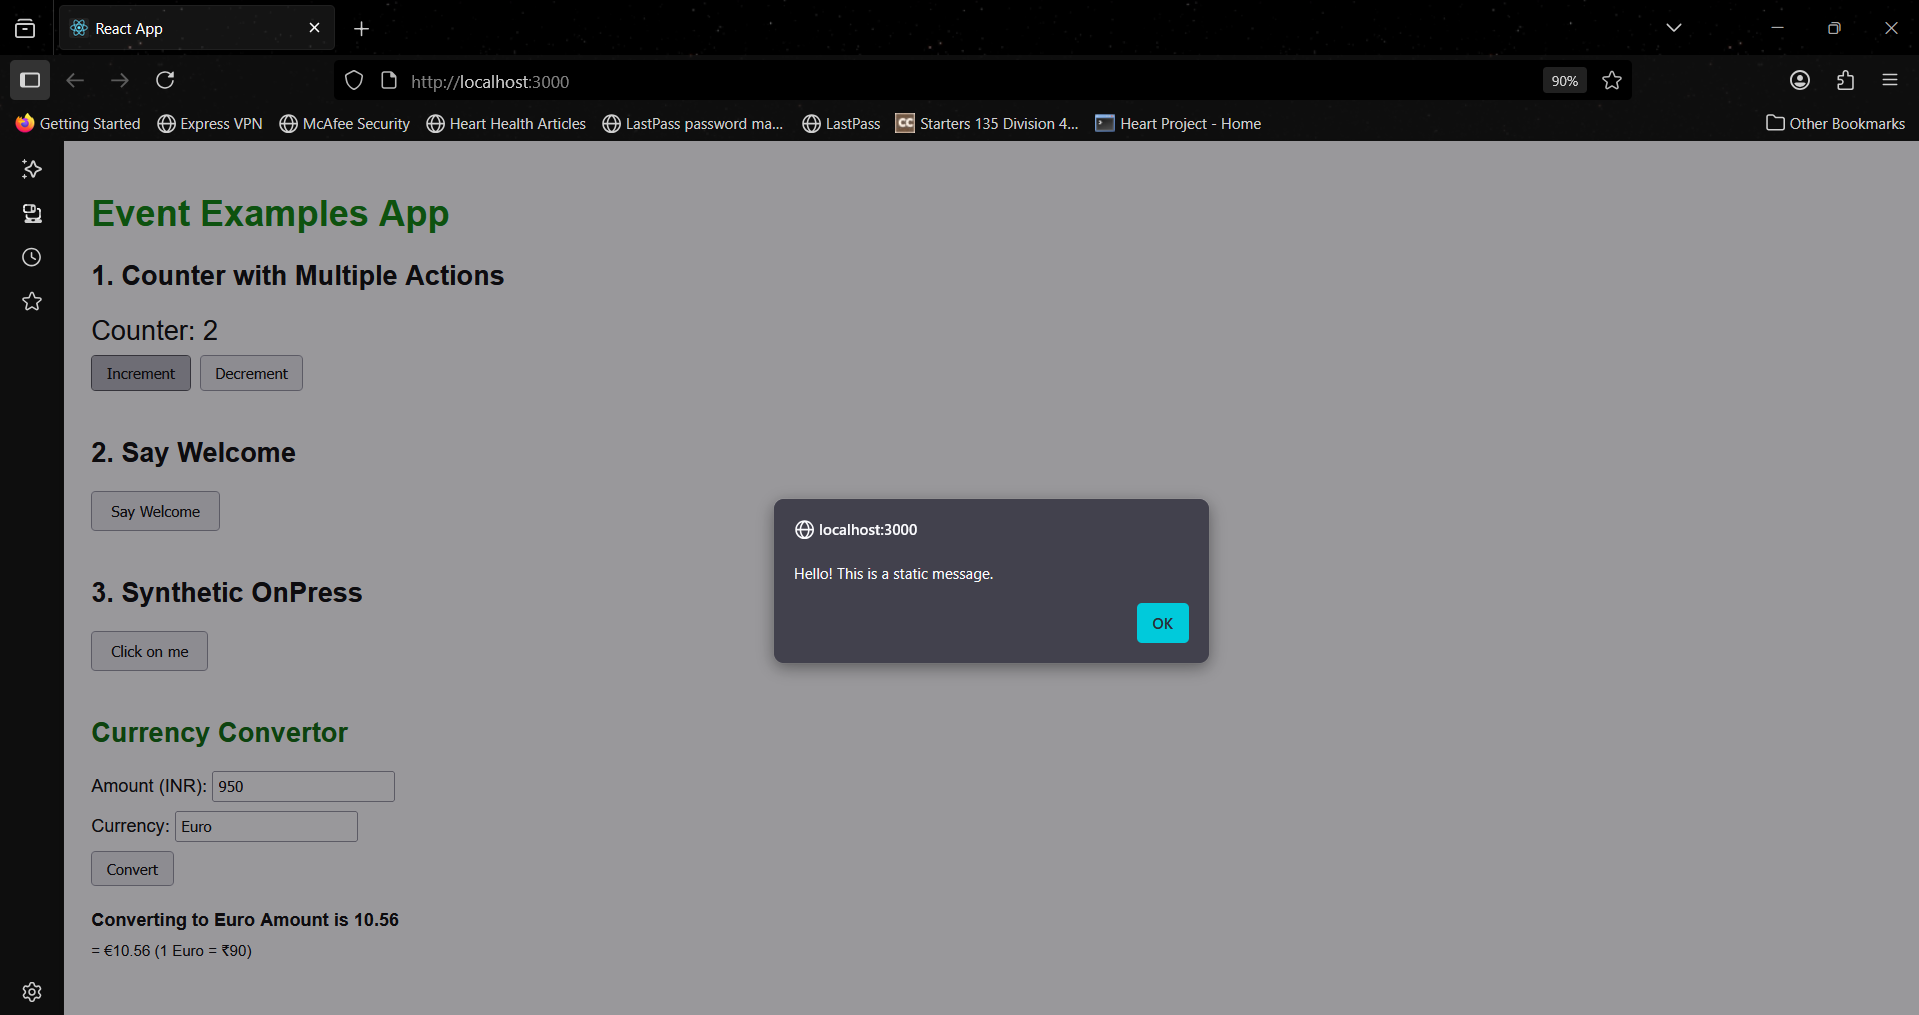 React App
http://localhost:3000
90%
Getting Started
Express VPN
McAfee Security
Heart Health Articles
LastPass password ma...
LastPass
CC
Starters 135 Division 4...
Heart Project - Home
Other Bookmarks
Event Examples App
1. Counter with Multiple Actions
Counter: 2
Increment
Decrement
2. Say Welcome
Say Welcome
3. Synthetic OnPress
Click on me
localhost:3000
Hello! This is a static message.
OK
Currency Convertor
Amount (INR): 950
Currency: Euro
Convert
Converting to Euro Amount is 10.56
= €10.56 (1 Euro = ₹90)